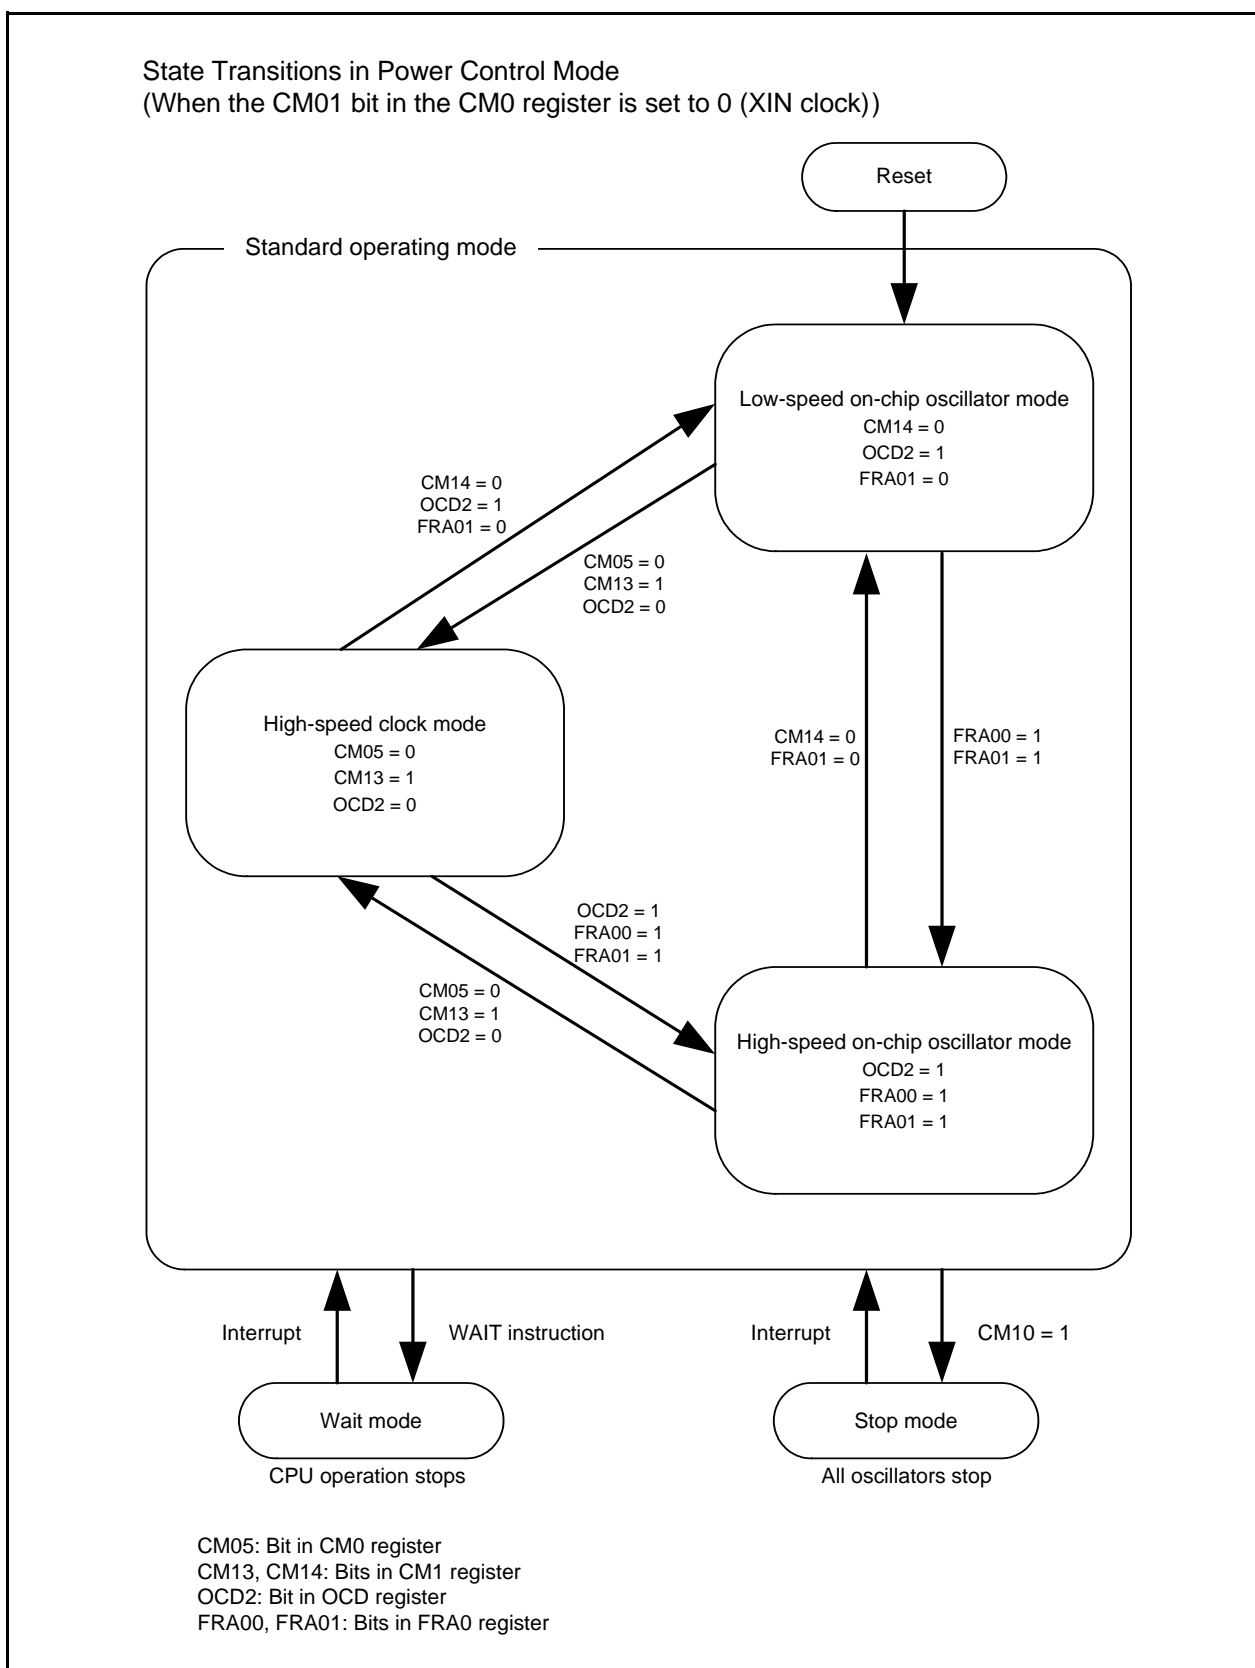 State Transitions in Power Control Mode
(When the CM01 bit in the CM0 register is set to 0 (XIN clock))
Reset
Standard operating mode
Low-speed on-chip oscillator mode
CM14 = 0
OCD2 = 1
FRA01 = 0
CM14 = 0
OCD2 = 1
FRA01 = 0
CM05 = 0
CM13 = 1
OCD2 = 0
High-speed clock mode
CM05 = 0
CM13 = 1
OCD2 = 0
CM14 = 0
FRA01 = 0
FRA00 = 1
FRA01 = 1
OCD2 = 1
FRA00 = 1
FRA01 = 1
CM05 = 0
CM13 = 1
OCD2 = 0
High-speed on-chip oscillator mode
OCD2 = 1
FRA00 = 1
FRA01 = 1
Interrupt
WAIT instruction
Interrupt
CM10 = 1
Wait mode
Stop mode
CPU operation stops
All oscillators stop
CM05: Bit in CM0 register
CM13, CM14: Bits in CM1 register
OCD2: Bit in OCD register
FRA00, FRA01: Bits in FRA0 register